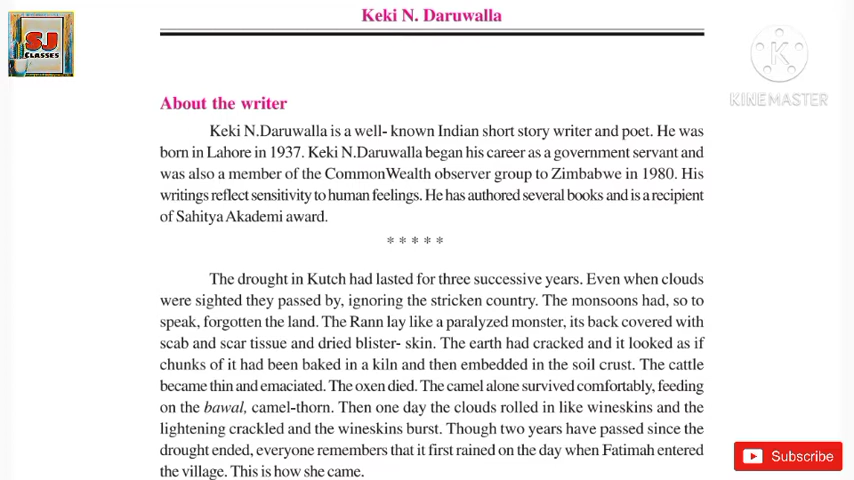 Keki N. Daruwalla
SJ
CLASSES
K
KINEMASTER
About the writer
Keki N.Daruwalla is a well- known Indian short story writer and poet. He was
born in Lahore in 1937. Keki N.Daruwalla began his career as a government servant and
was also a member of the CommonWealth observer group to Zimbabwe in 1980. His
writings reflect sensitivity to human feelings. He has authored several books and is a recipient
of Sahitya Akademi award.
* * * * *
The drought in Kutch had lasted for three successive years. Even when clouds
were sighted they passed by, ignoring the stricken country. The monsoons had, so to
speak, forgotten the land. The Rann lay like a paralyzed monster, its back covered with
scab and scar tissue and dried blister- skin. The earth had cracked and it looked as if
chunks of it had been baked in a kiln and then embedded in the soil crust. The cattle
became thin and emaciated. The oxen died. The camel alone survived comfortably, feeding
on the bawal, camel-thorn. Then one day the clouds rolled in like wineskins and the
lightening crackled and the wineskins burst. Though two years have passed since the
drought ended, everyone remembers that it first rained on the day when Fatimah entered
the village. This is how she came.
Subscribe